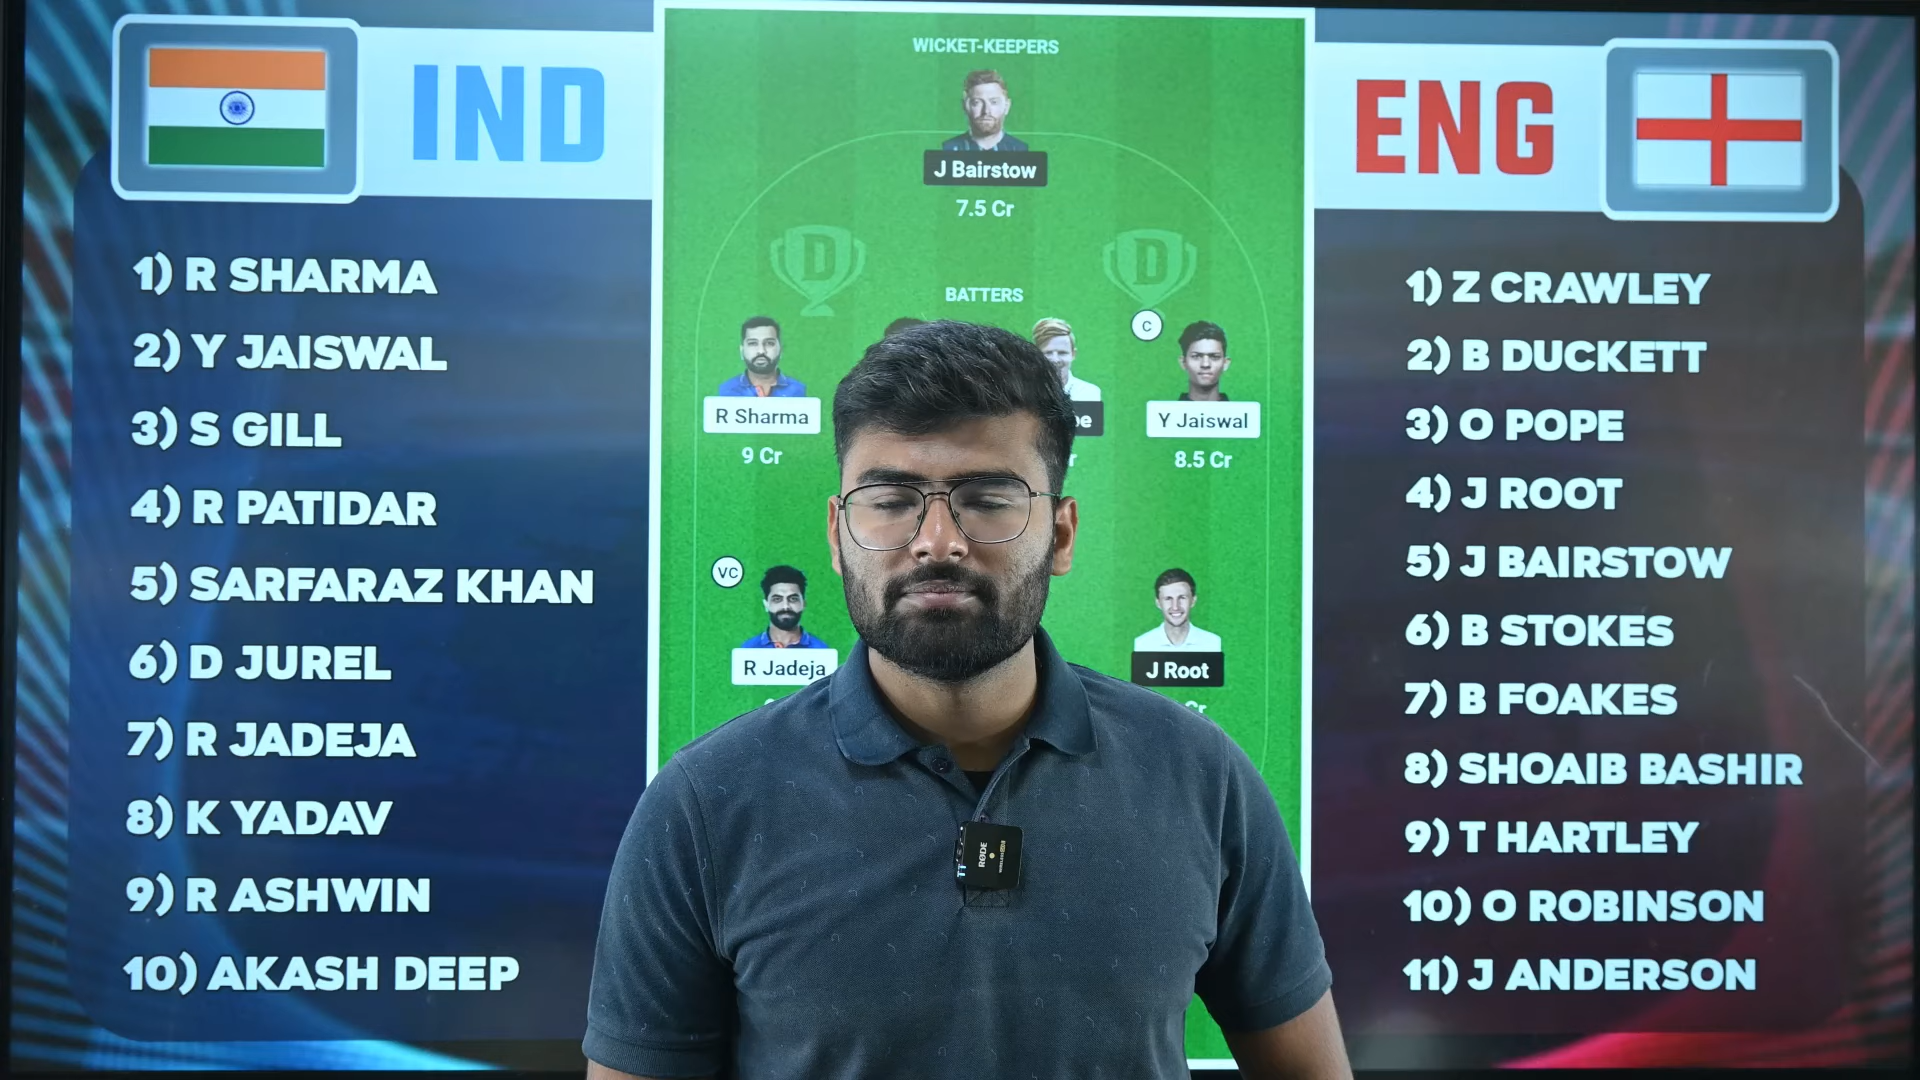 IND
1) R SHARMA
2) Y JAISWAL
3) S GILL
4) R PATIDAR
5) SARFARAZ KHAN
6) D JUREL
7) R JADEJA
8) K YADAV
9) R ASHWIN
10) AKASH DEEP
WICKET-KEEPERS
J Bairstow
7.5 Cr
D D
BATTERS
C
R Sharma
Y Jaiswal
9 Cr
8.5 Cr
VC
R Jadeja
J Root
Cr
RØDE
ENG
1) Z CRAWLEY
2) B DUCKETT
3) O POPE
4) J ROOT
5) J BAIRSTOW
6) B STOKES
7) B FOAKES
8) SHOAIB BASHIR
9) T HARTLEY
10) O ROBINSON
11) J ANDERSON